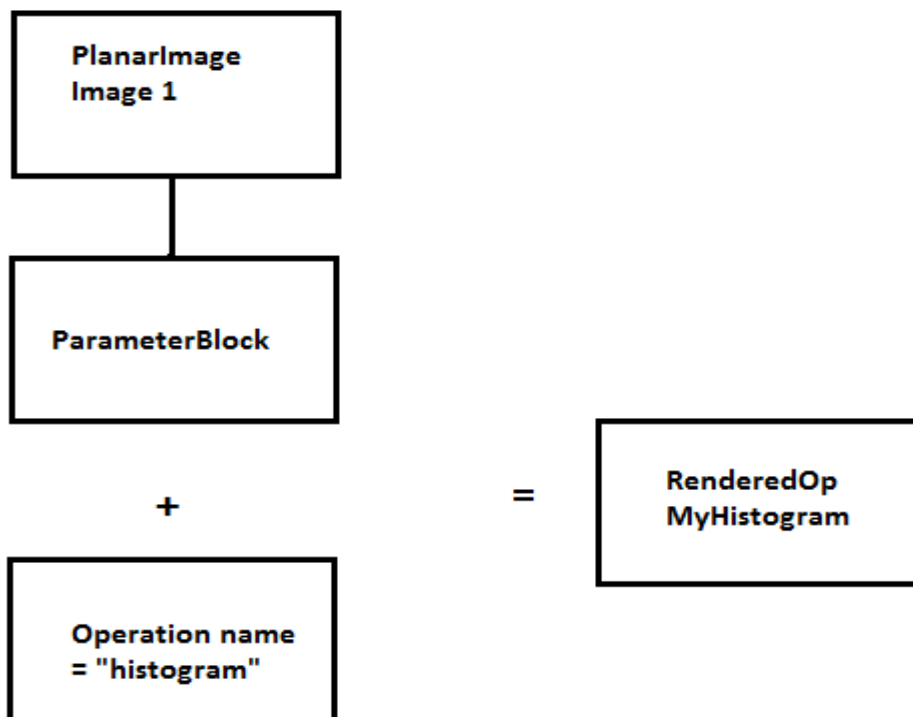 PlanarImage
Image 1
ParameterBlock
+
=
RenderedOp
MyHistogram
Operation name
= "histogram"